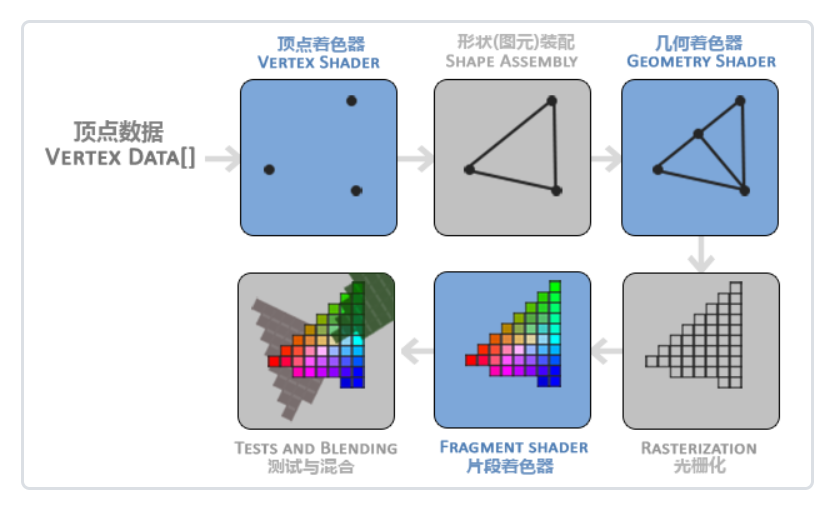 顶点着色器
VERTEX SHADER
形状(图元)装配
SHAPE ASSEMBLY
几何着色器
GEOMETRY SHADER
顶点数据
VERTEX DATA[]
TESTS AND BLENDING
测试与混合
FRAGMENT SHADER
片段着色器
RASTERIZATION
光栅化